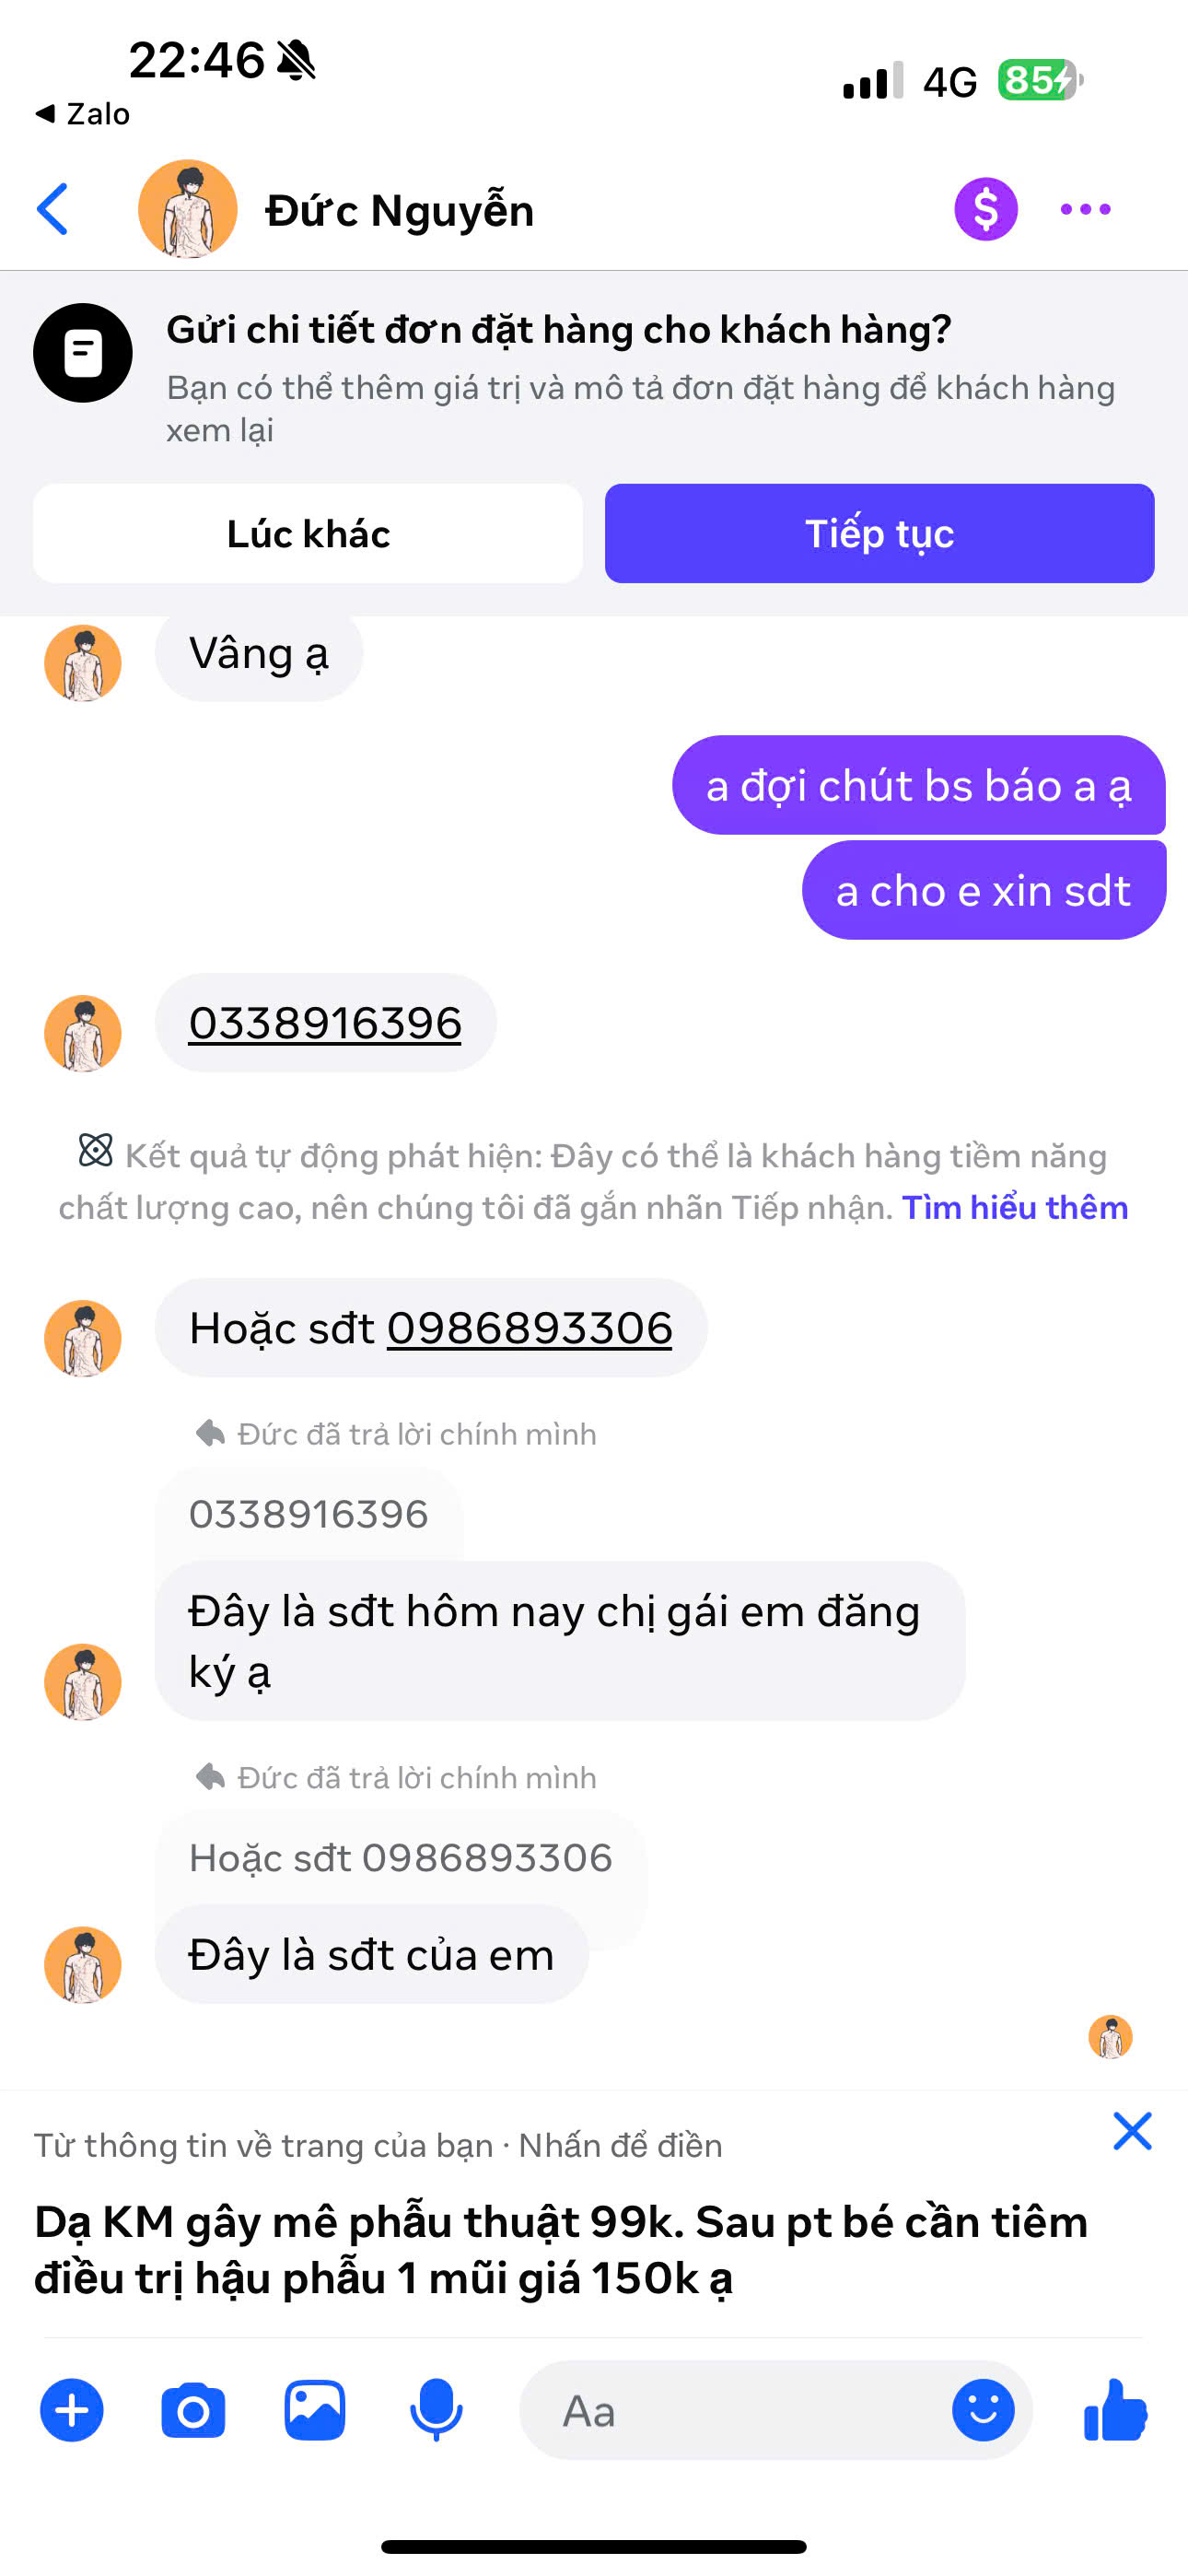 22:46
Zalo
4G
85
Đức Nguyễn
$
Gửi chi tiết đơn đặt hàng cho khách hàng?
Bạn có thể thêm giá trị và mô tả đơn đặt hàng để khách hàng
xem lại
Lúc khác
Tiếp tục
Vâng ạ
a đợi chút bs báo a ạ
a cho e xin sdt
0338916396
Kết quả tự động phát hiện: Đây có thể là khách hàng tiềm năng
chất lượng cao, nên chúng tôi đã gắn nhãn Tiếp nhận. Tìm hiểu thêm
Hoặc sđt 0986893306
Đức đã trả lời chính mình
0338916396
Đây là sđt hôm nay chị gái em đăng
ký ạ
Đức đã trả lời chính mình
Hoặc sđt 0986893306
Đây là sđt của em
Từ thông tin về trang của bạn · Nhấn để điền
Dạ KM gây mê phẫu thuật 99k. Sau pt bé cần tiêm
điều trị hậu phẫu 1 mũi giá 150k ạ
Aa